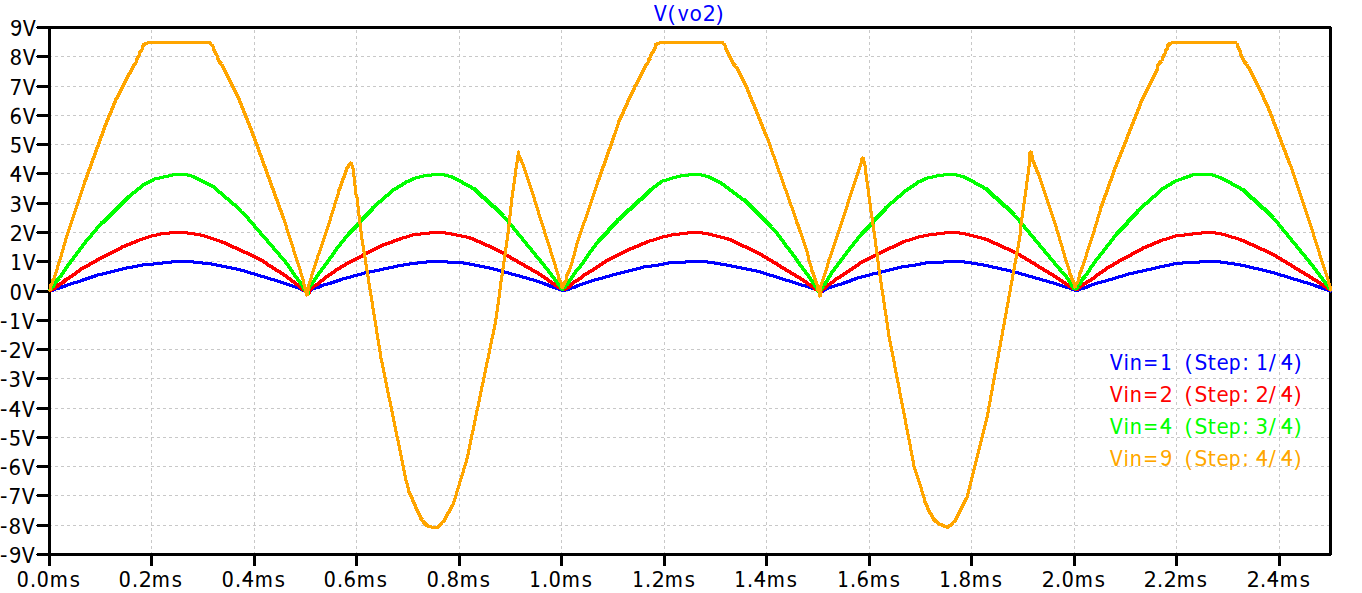 V(vo2)
9V
8V
7V
6V
5V
4V
3V
2V
1V
0V
-1V
-2V
-3V
-4V
-5V
-6V
-7V
-8V
-9V
Vin=1 (Step: 1/4)
Vin=2 (Step: 2/4)
Vin=4 (Step: 3/4)
Vin=9 (Step: 4/4)
0.0ms 0.2ms 0.4ms 0.6ms 0.8ms 1.0ms 1.2ms 1.4ms 1.6ms 1.8ms 2.0ms 2.2ms 2.4ms